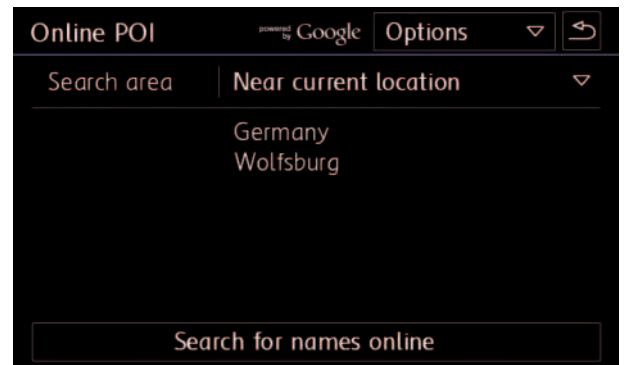 Online POI powered by Google Options
Search area Near current location
Germany
Wolfsburg
Search for names online